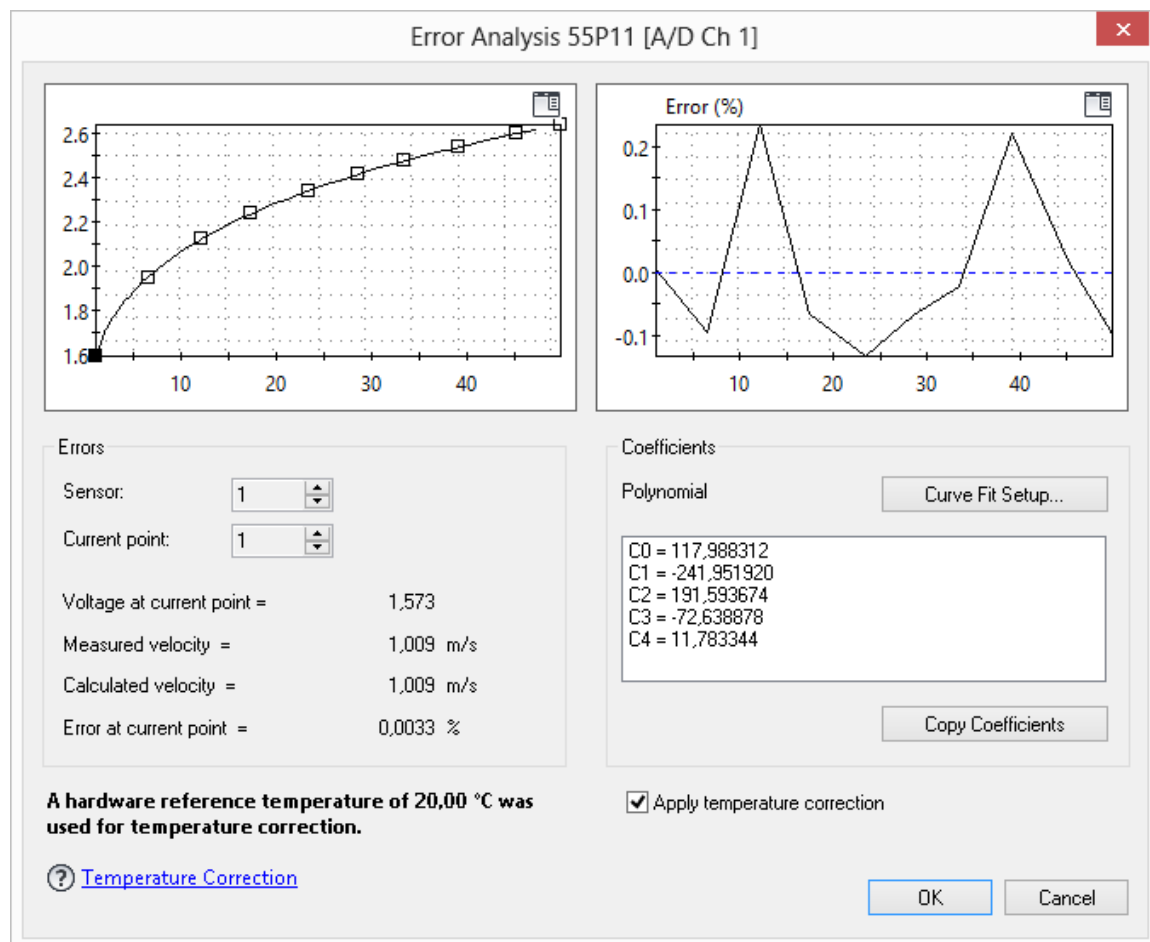 Error Analysis 55P11 [A/D Ch 1]
2.6
2.4
2.2
2.0
1.8
1.6
10 20 30 40
Error (%)
0.2
0.1
0.0
-0.1
10 20 30 40
Errors
Sensor: 1
Current point: 1
Voltage at current point = 1,573
Measured velocity = 1,009 m/s
Calculated velocity = 1,009 m/s
Error at current point = 0,0033 %
Coefficients
Polynomial
Curve Fit Setup...
C0 = 117,988312
C1 = -241,951920
C2 = 191,593674
C3 = -72,638878
C4 = 11,783344
Copy Coefficients
A hardware reference temperature of 20,00 °C was
used for temperature correction.
Apply temperature correction
? Temperature Correction
OK Cancel